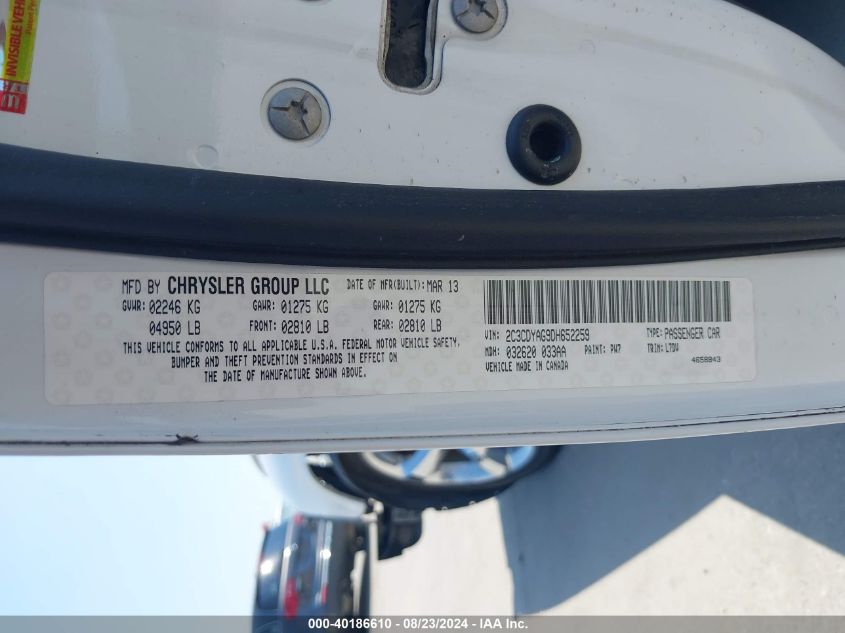 INVISIBLE VEH
MFD BY CHRYSLER GROUP LLC DATE OF MFR(BUILT): MAR 13
GVWR: 02246 KG GAWR: 01275 KG GAWR: 01275 KG
04950 LB FRONT: 02810 LB REAR: 02810 LB
THIS VEHICLE CONFORMS TO ALL APPLICABLE U.S.A. FEDERAL MOTOR VEHICLE SAFETY,
BUMPER AND THEFT PREVENTION STANDARDS IN EFFECT ON
THE DATE OF MANUFACTURE SHOWN ABOVE.
VIN: 2C3CDYAG9DH652259 TYPE: PASSENGER CAR
MDH: 032620 033AA PAINT: PW7 TRIM: L7DV
VEHICLE MADE IN CANADA 4658843
000-40186610 - 08/23/2024 - IAA Inc.